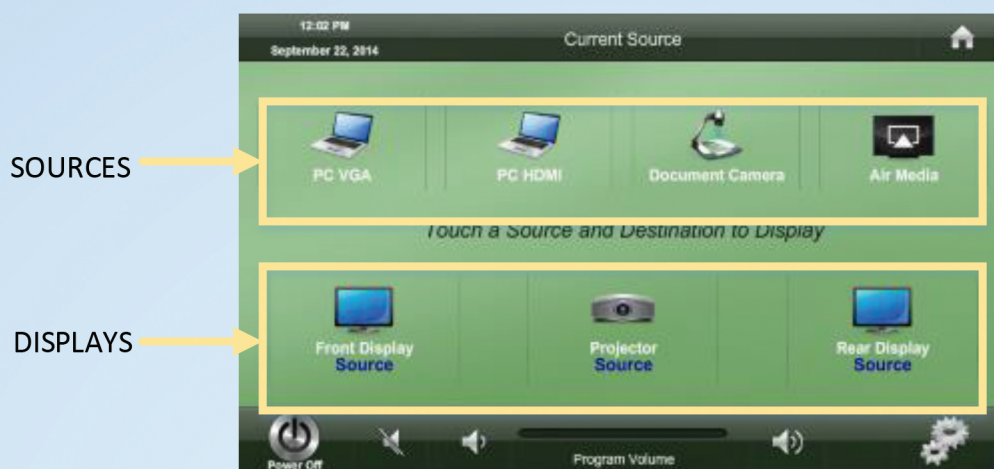 12:02 PM
September 22, 2014
Current Source
SOURCES
PC VGA
PC HDMI
Document Camera
Air Media
Touch a Source and Destination to Display
DISPLAYS
Front Display
Source
Projector
Source
Rear Display
Source
Power Off
Program Volume